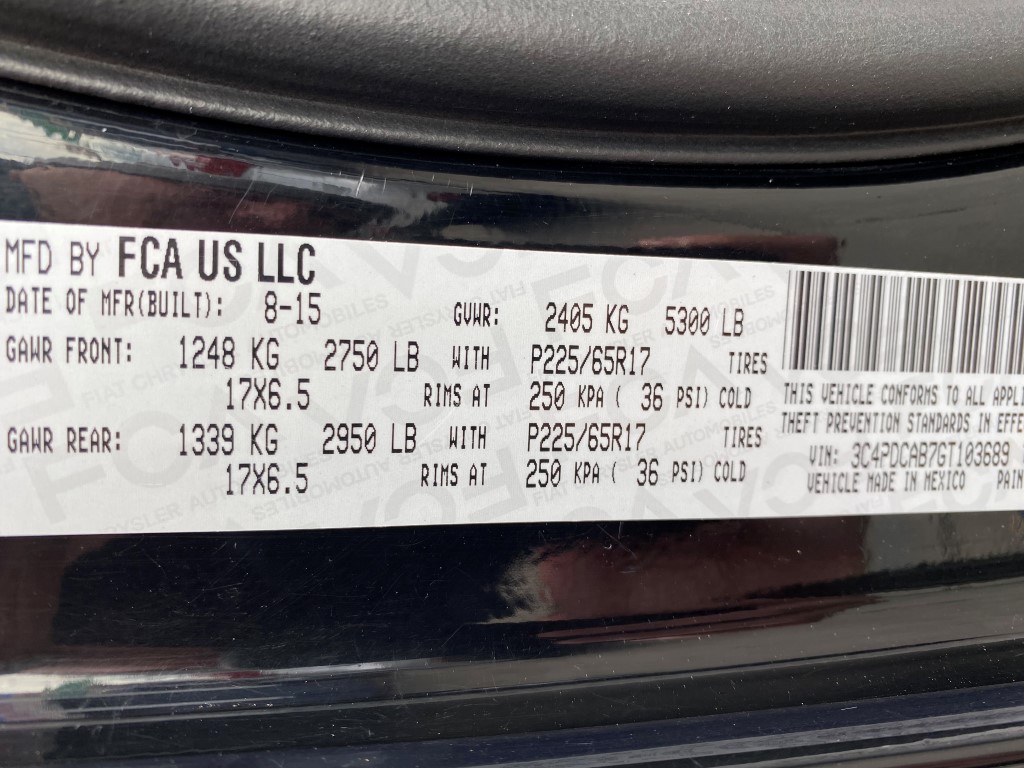 MFD BY FCA US LLC
DATE OF MFR(BUILT): 8-15 GVWR: 2405 KG 5300 LB
GAWR FRONT: 1248 KG 2750 LB WITH P225/65R17 TIRES
17X6.5 RIMS AT 250 KPA ( 36 PSI) COLD
GAWR REAR: 1339 KG 2950 LB WITH P225/65R17 TIRES
17X6.5 RIMS AT 250 KPA ( 36 PSI) COLD
THIS VEHICLE CONFORMS TO ALL APPLI
THEFT PREVENTION STANDARDS IN EFFE
VIN: 3C4PDCAB7GT103689
VEHICLE MADE IN MEXICO PAIN